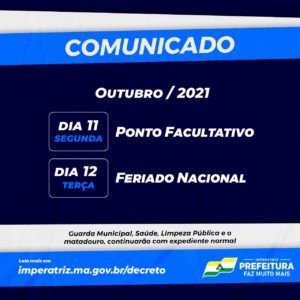 COMUNICADO
OUTUBRO / 2021
DIA 11
SEGUNDA
PONTO FACULTATIVO
DIA 12
TERÇA
FERIADO NACIONAL
Guarda Municipal, Saúde, Limpeza Pública e o
matadouro, continuarão com expediente normal
Leia mais em
imperatriz.ma.gov.br/decreto
IMPERATRIZ
PREFEITURA
FAZ MUITO MAIS